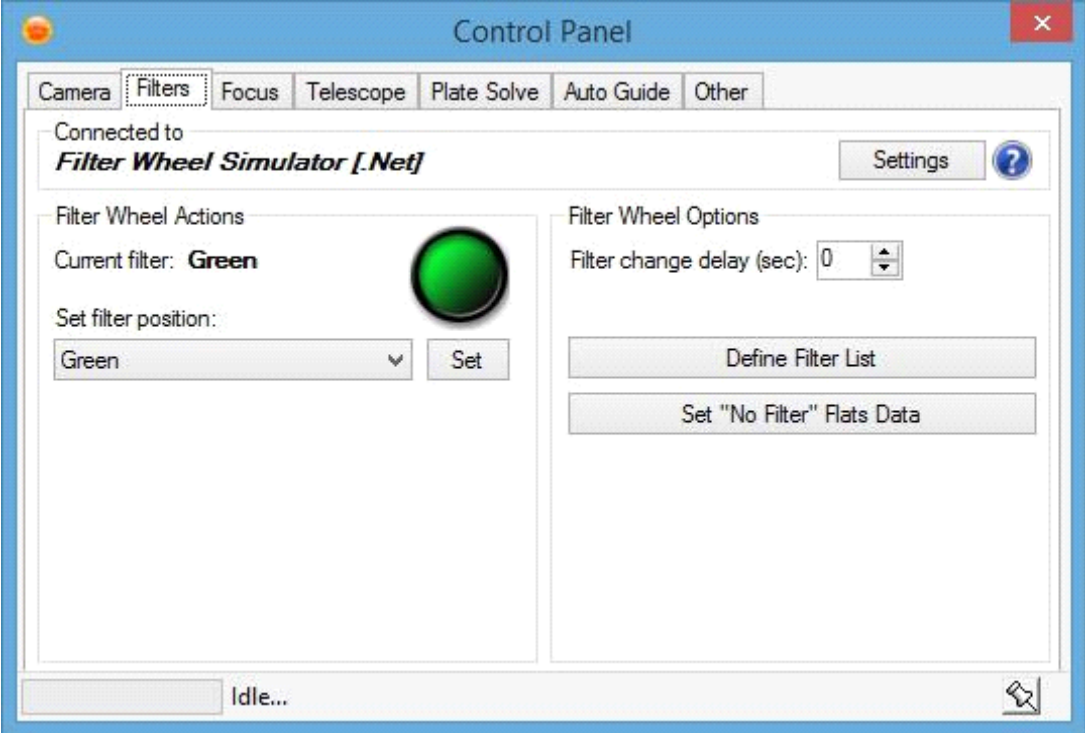 Control Panel
Camera Filters Focus Telescope Plate Solve Auto Guide Other
Connected to
Filter Wheel Simulator [.Net]
Settings
?
Filter Wheel Actions
Current filter: Green
Set filter position:
Green
Set
Filter Wheel Options
Filter change delay (sec): 0
Define Filter List
Set "No Filter" Flats Data
Idle...